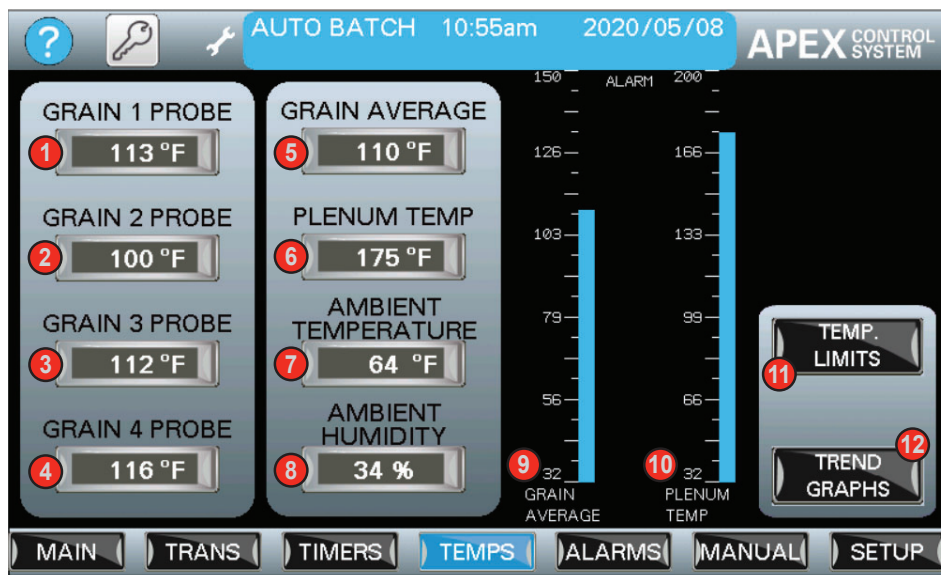 ?
AUTO BATCH 10:55am 2020/05/08
APEX CONTROL SYSTEM
GRAIN 1 PROBE
1
113 °F
GRAIN 2 PROBE
2
100 °F
GRAIN 3 PROBE
3
112 °F
GRAIN 4 PROBE
4
116 °F
GRAIN AVERAGE
5
110 °F
PLENUM TEMP
6
175 °F
AMBIENT
TEMPERATURE
7
64 °F
AMBIENT
HUMIDITY
8
34 %
ALARM
150
126
103
79
56
32
9
GRAIN
AVERAGE
200
166
133
99
66
32
10
PLENUM
TEMP
TEMP.
LIMITS
11
12
TREND
GRAPHS
MAIN TRANS TIMERS TEMPS ALARMS MANUAL SETUP